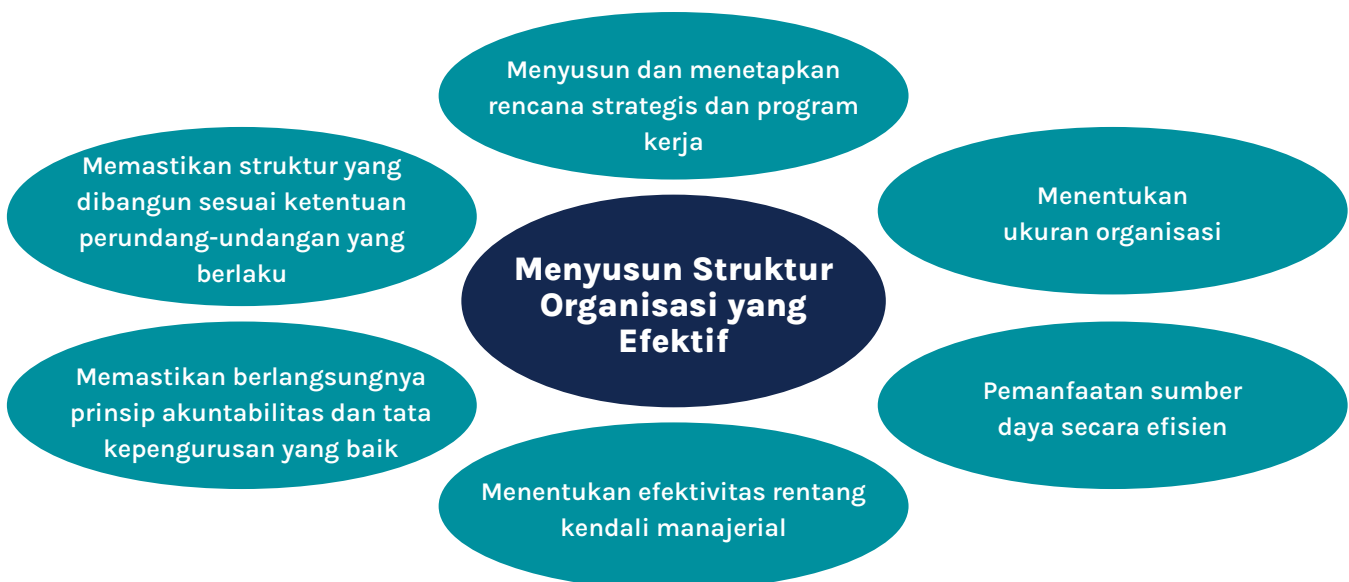 Menyusun dan menetapkan
rencana strategis dan program
kerja
Memastikan struktur yang
dibangun sesuai ketentuan
perundang-undangan yang
berlaku
Menentukan
ukuran organisasi
Menyusun Struktur
Organisasi yang
Efektif
Memastikan berlangsungnya
prinsip akuntabilitas dan tata
kepengurusan yang baik
Pemanfaatan sumber
daya secara efisien
Menentukan efektivitas rentang
kendali manajerial